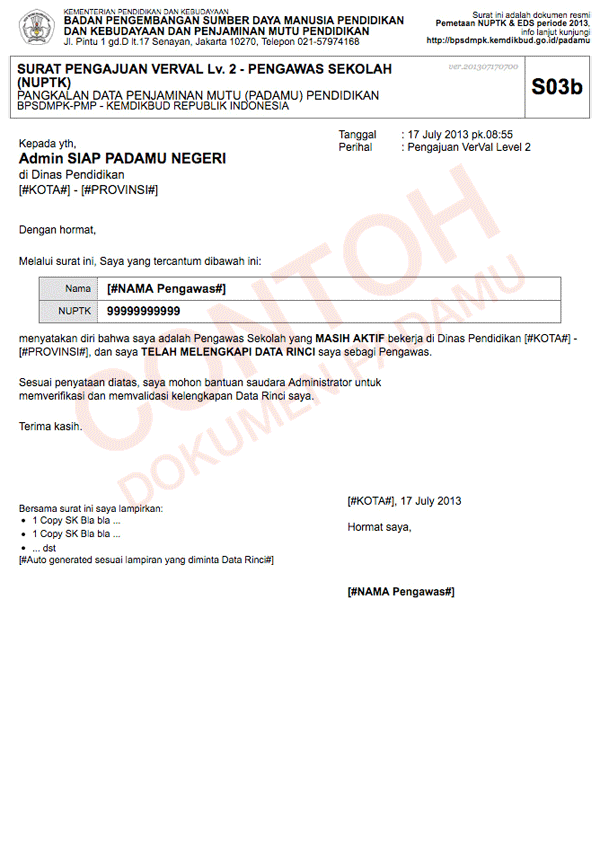 KEMENTERIAN PENDIDIKAN DAN KEBUDAYAAN
BADAN PENGEMBANGAN SUMBER DAYA MANUSIA PENDIDIKAN
DAN KEBUDAYAAN DAN PENJAMINAN MUTU PENDIDIKAN
Jl. Pintu 1 gd.D lt.17 Senayan, Jakarta 10270, Telepon 021-57974168
Surat ini adalah dokumen resmi
Pemetaan NUPTK & EDS periode 2013,
info lanjut kunjungi
http://bpsdmpk.kemdikbud.go.id/padamu
SURAT PENGAJUAN VERVAL Lv. 2 - PENGAWAS SEKOLAH
(NUPTK)
PANGKALAN DATA PENJAMINAN MUTU (PADAMU) PENDIDIKAN
BPSDMPK-PMP - KEMDIKBUD REPUBLIK INDONESIA
ver.201307170700
S03b
Tanggal : 17 July 2013 pk.08:55
Perihal : Pengajuan VerVal Level 2
Kepada yth,
Admin SIAP PADAMU NEGERI
di Dinas Pendidikan
[#KOTA#] - [#PROVINSI#]
Dengan hormat,
Melalui surat ini, Saya yang tercantum dibawah ini:
Nama [#NAMA Pengawas#]
NUPTK 99999999999
menyatakan diri bahwa saya adalah Pengawas Sekolah yang MASIH AKTIF bekerja di Dinas Pendidikan [#KOTA#] -
[#PROVINSI#], dan saya TELAH MELENGKAPI DATA RINCI saya sebagi Pengawas.
Sesuai penyataan diatas, saya mohon bantuan saudara Administrator untuk
memverifikasi dan memvalidasi kelengkapan Data Rinci saya.
Terima kasih.
CONTOH
DOKUMEN PADAMU
[#KOTA#], 17 July 2013
Hormat saya,
[#NAMA Pengawas#]
Bersama surat ini saya lampirkan:
• 1 Copy SK Bla bla ...
• 1 Copy SK Bla bla ...
• ... dst
[#Auto generated sesuai lampiran yang diminta Data Rinci#]